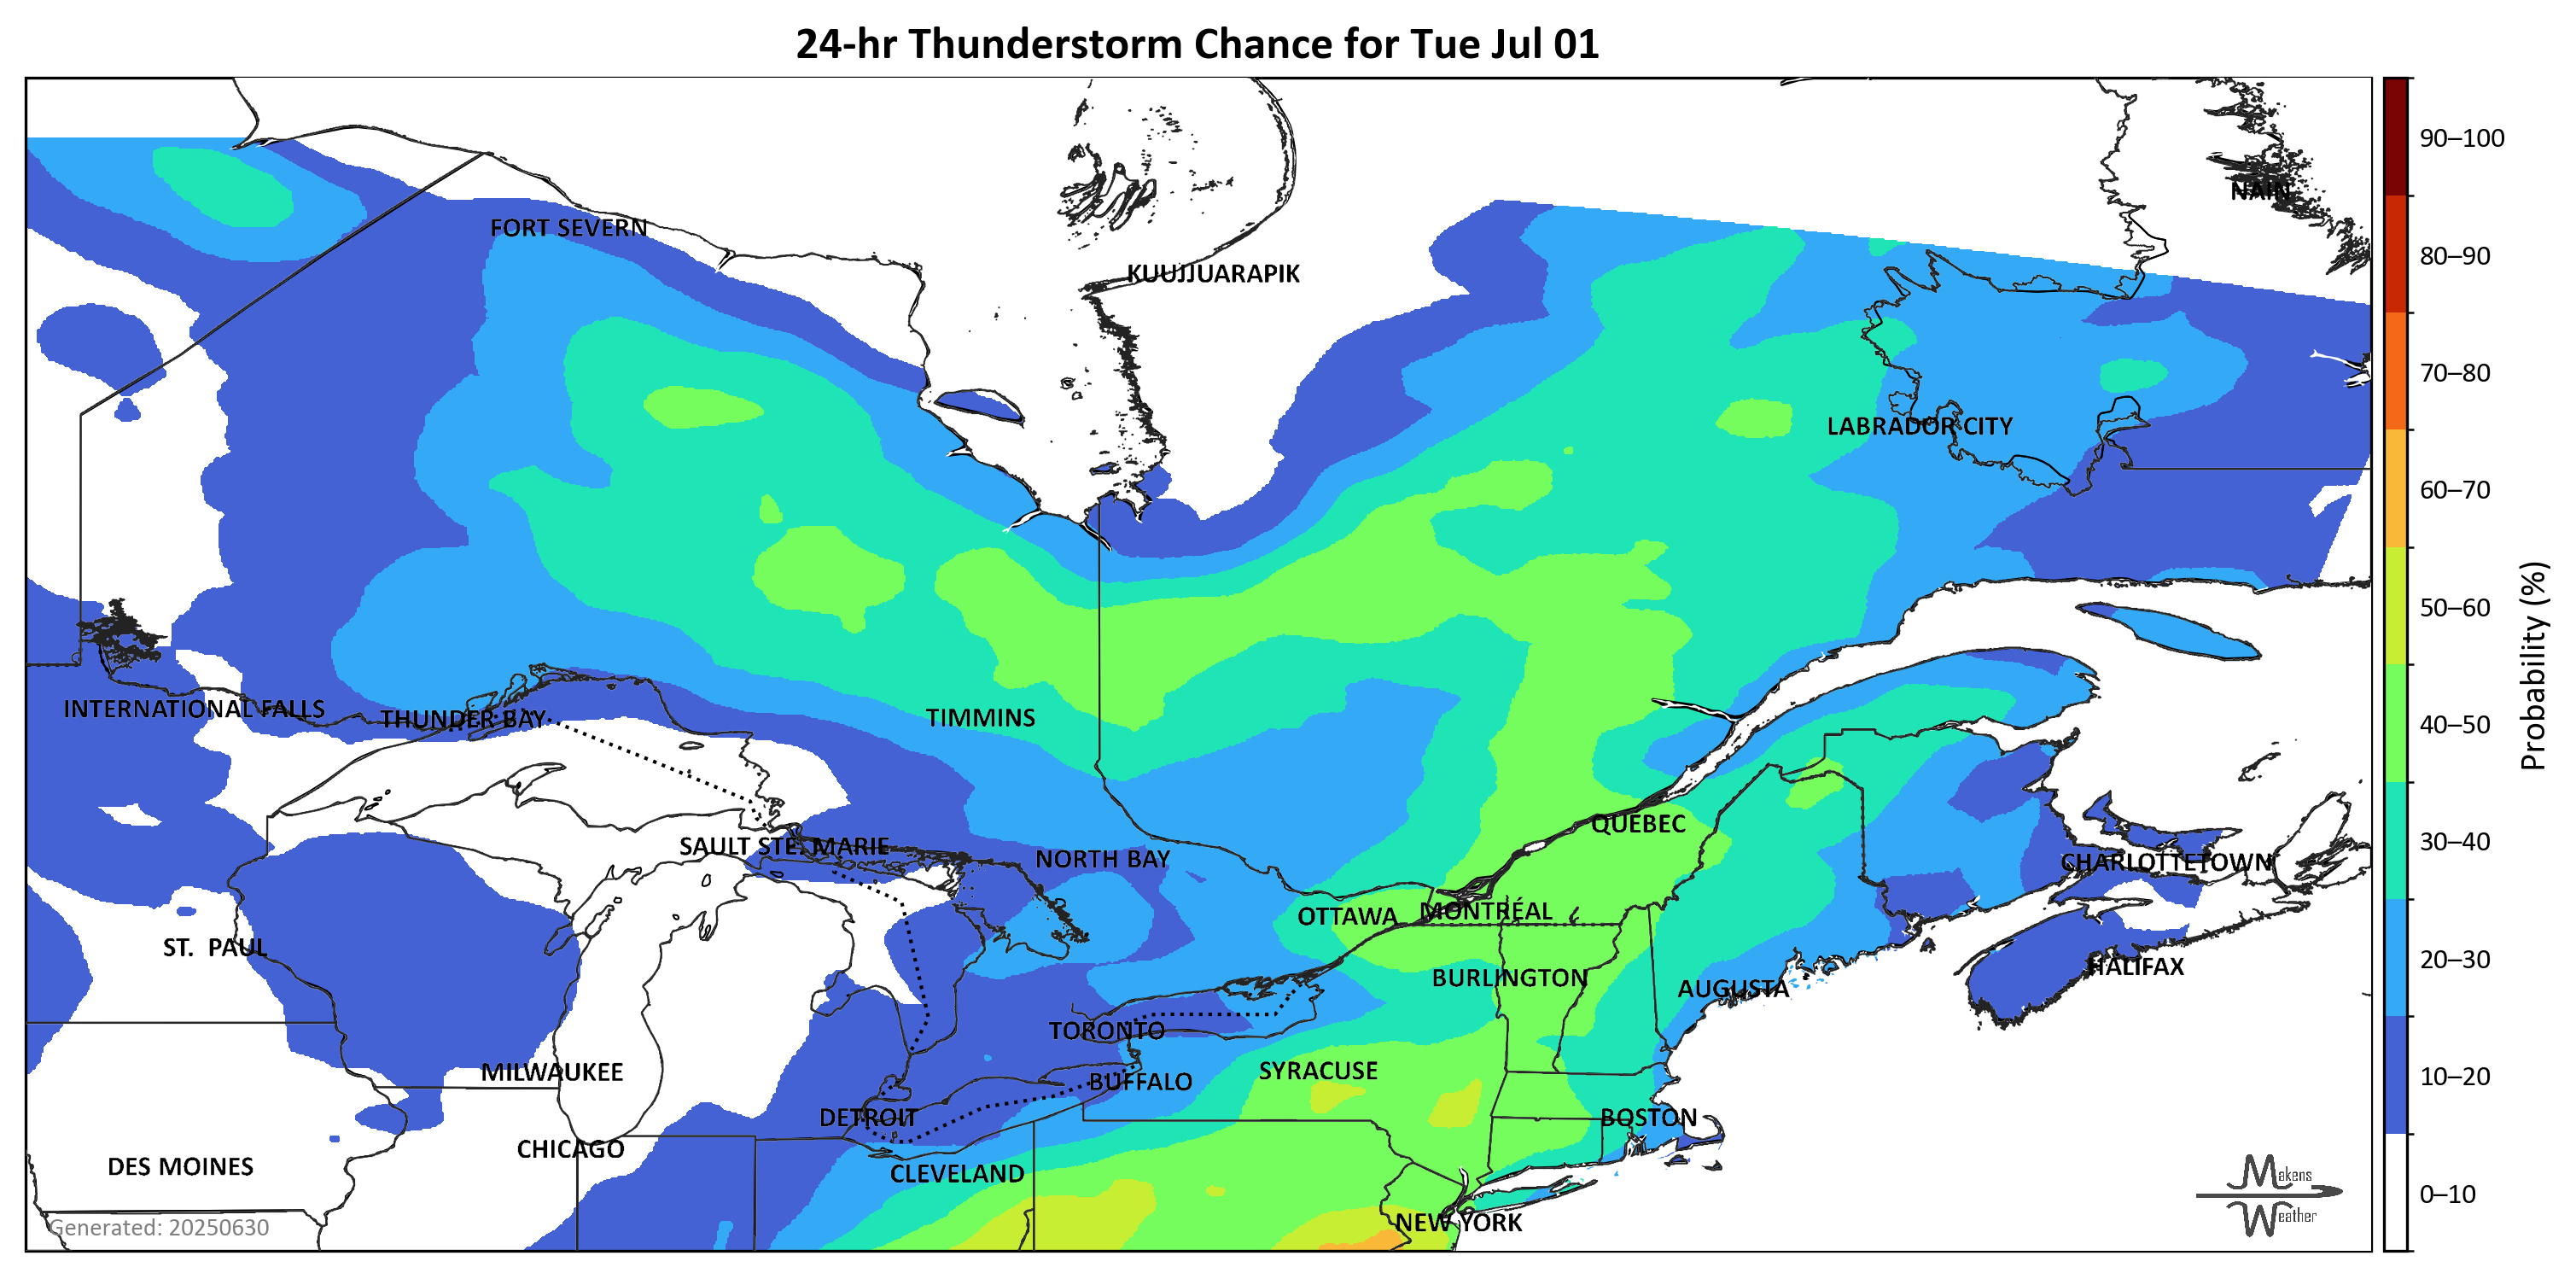 24-hr Thunderstorm Chance for Tue Jul 01
90–100
NAIN
FORT SEVERN
80–90
KUUJJUARAPIK
70–80
LABRADOR CITY
60–70
50–60
Probability (%)
INTERNATIONAL FALLS
THUNDER BAY
TIMMINS
40–50
QUEBEC
SAULT STE. MARIE
30–40
NORTH BAY
CHARLOTTETOWN
OTTAWA
MONTRÉAL
ST. PAUL
20–30
HALIFAX
BURLINGTON
AUGUSTA
TORONTO
SYRACUSE
MILWAUKEE
10–20
BUFFALO
DETROIT
BOSTON
CHICAGO
DES MOINES
CLEVELAND
Makens
Weather
0–10
NEW YORK
Generated: 20250630